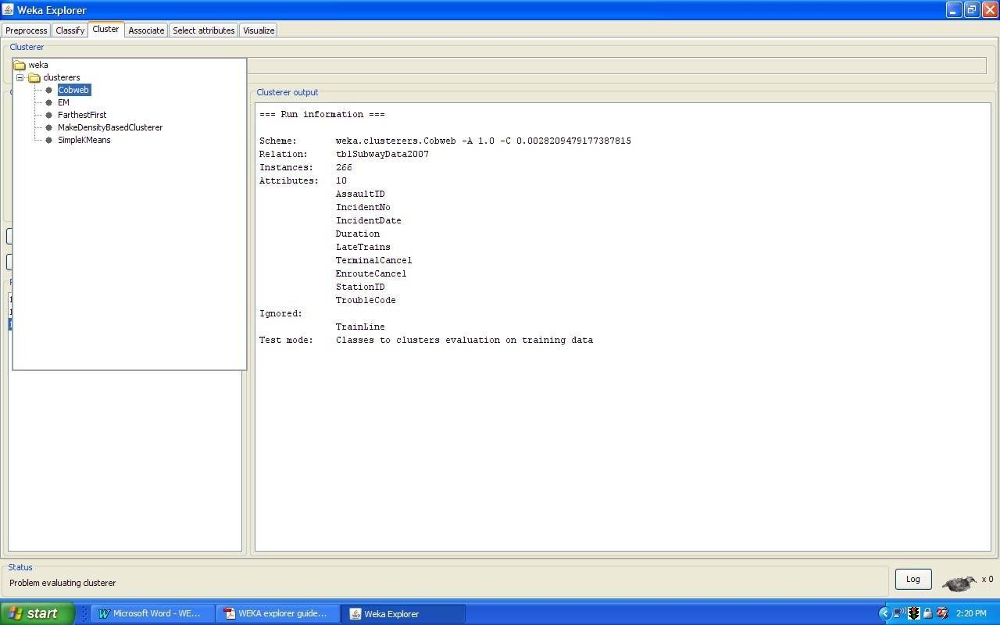 Weka Explorer
Preprocess Classify Cluster Associate Select attributes Visualize
Clusterer
weka
clusterers
Cobweb
EM
FarthestFirst
MakeDensityBasedClusterer
SimpleKMeans
Clusterer output
=== Run information ===
Scheme: weka.clusterers.Cobweb -A 1.0 -C 0.0028209479177387815
Relation: tblSubwayData2007
Instances: 266
Attributes: 10
AssaultID
IncidentNo
IncidentDate
Duration
LateTrains
TerminalCancel
EnrouteCancel
StationID
TroubleCode
Ignored:
TrainLine
Test mode: Classes to clusters evaluation on training data
Status
Problem evaluating clusterer
Log
x 0
start
Microsoft Word - WE...
WEKA explorer guide...
Weka Explorer
2:20 PM